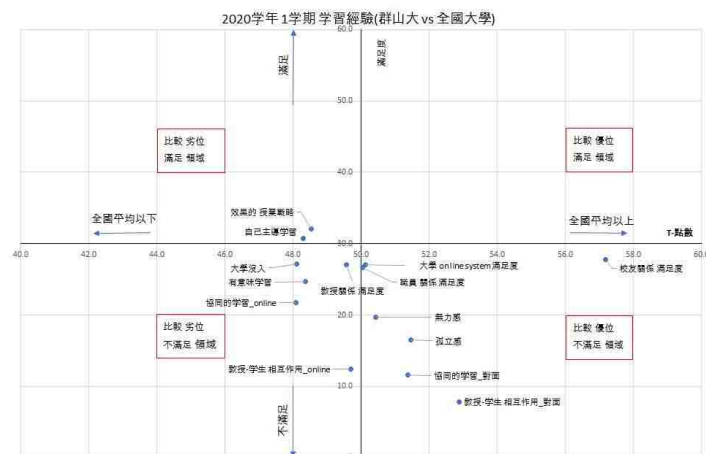 2020学年 1学期 学習經驗(群山大 vs 全國大學)
60.0
滿足
滿足度
50.0
比較 劣位
滿足 領域
比較 優位
滿足 領域
40.0
效果的 授業戰略
全國平均以下
全國平均以上
自己主導学習
T-點數
30.0
40.0 42.0 44.0 46.0 48.0 50.0 52.0 54.0 56.0 58.0 60.0
大學沒入
大學 onlinesystem 滿足度
校友関係 滿足度
有意味学習
教授關係 滿足度
職員 關係 滿足度
協同的学習_online
20.0
無力感
比較 劣位
不滿足 領域
比較 優位
不滿足 領域
孤立感
教授-学生 相互作用_online
協同的学習_對面
10.0
教授-学生 相互作用_對面
不滿足